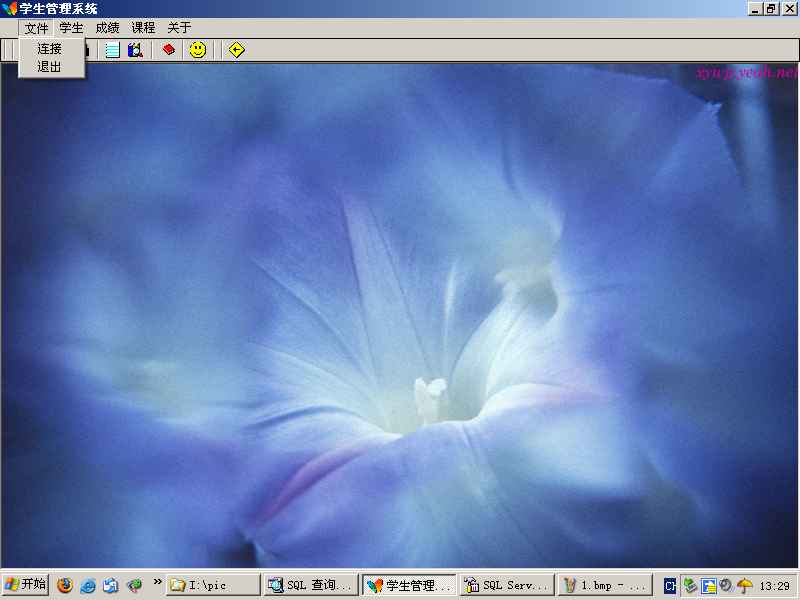 学生管理系统
文件 学生 成绩 课程 关于
连接
退出
xywp.yeah.net
开始 » I:\pic SQL 查询... 学生管理... SQL Serv... 1.bmp - ... CH 13:29